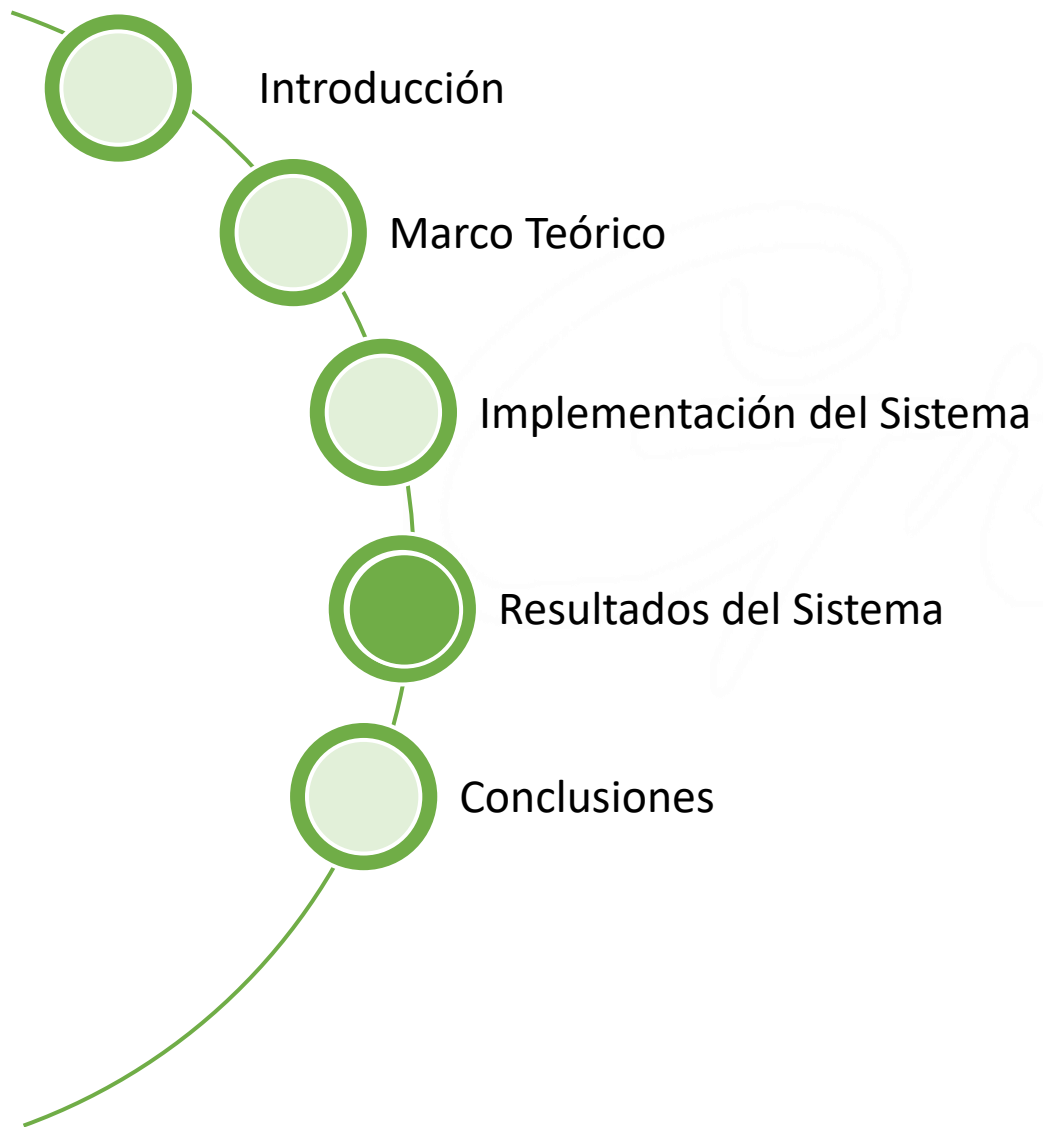 Introducción
Marco Teórico
Implementación del Sistema
Resultados del Sistema
Conclusiones